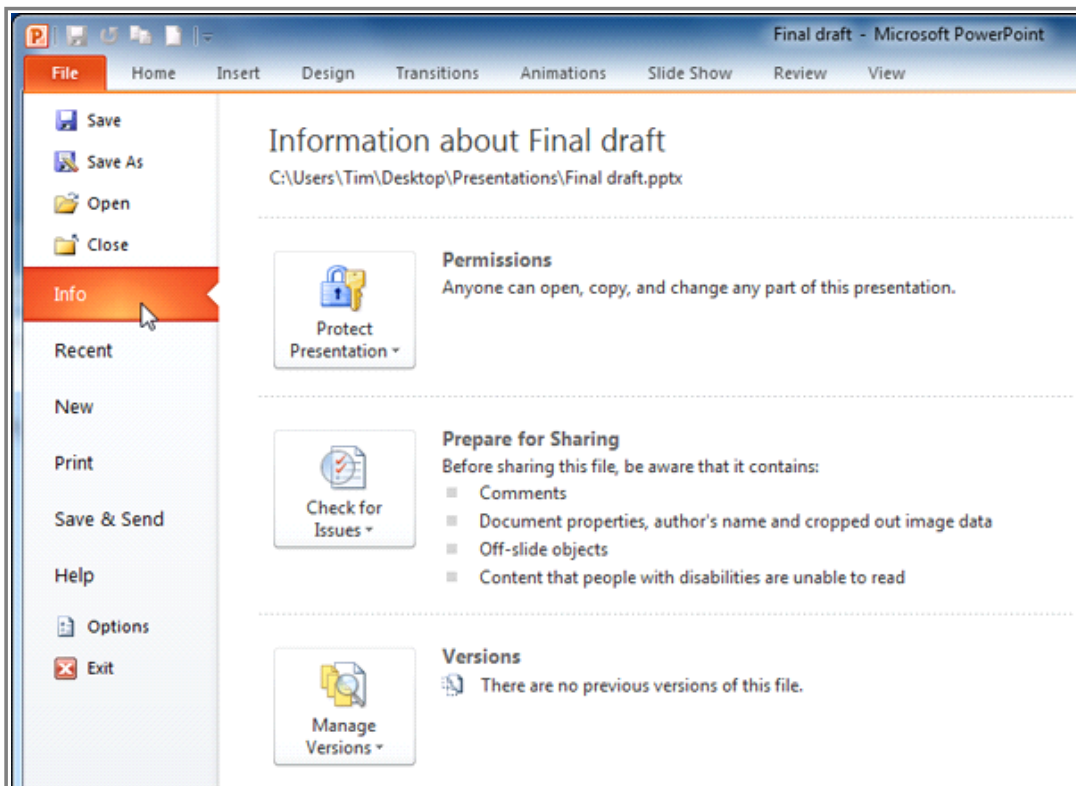 Final draft - Microsoft PowerPoint
File Home Insert Design Transitions Animations Slide Show Review View
Save
Save As
Open
Close
Info
Recent
New
Print
Save & Send
Help
Options
Exit
Information about Final draft
C:\Users\Tim\Desktop\Presentations\Final draft.pptx
Protect
Presentation
Permissions
Anyone can open, copy, and change any part of this presentation.
Check for
Issues
Prepare for Sharing
Before sharing this file, be aware that it contains:
Comments
Document properties, author's name and cropped out image data
Off-slide objects
Content that people with disabilities are unable to read
Manage
Versions
Versions
There are no previous versions of this file.